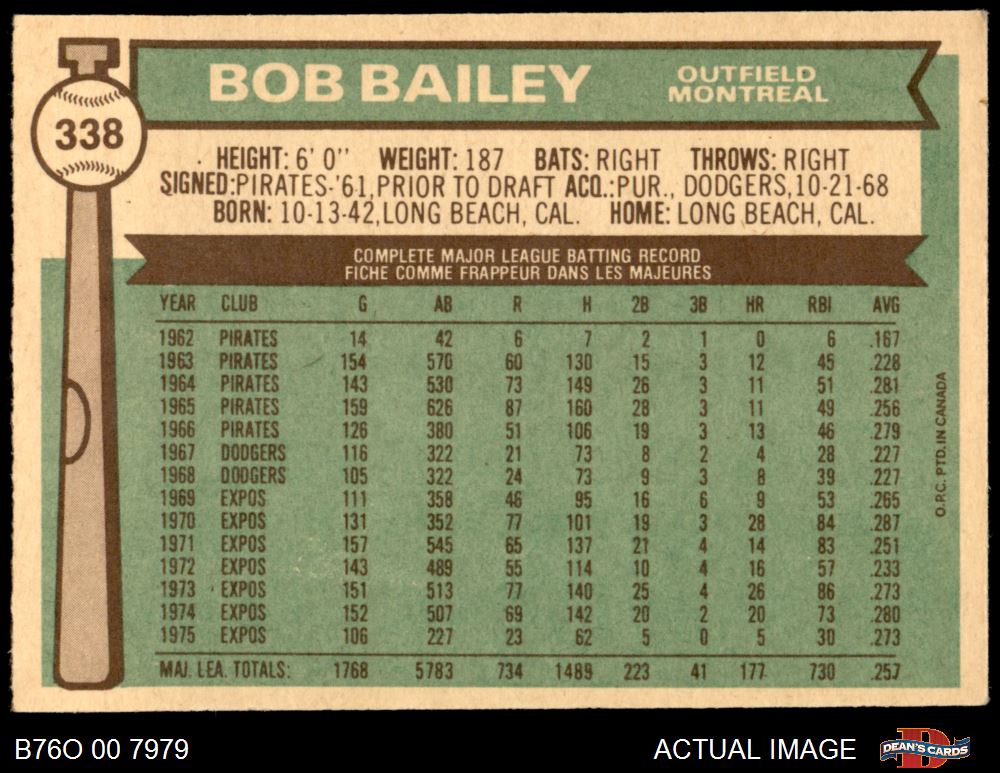 338
BOB BAILEY
OUTFIELD
MONTREAL
HEIGHT: 6' 0" WEIGHT: 187 BATS: RIGHT THROWS: RIGHT
SIGNED: PIRATES-'61, PRIOR TO DRAFT ACQ.: PUR., DODGERS, 10-21-68
BORN: 10-13-42, LONG BEACH, CAL. HOME: LONG BEACH, CAL.
COMPLETE MAJOR LEAGUE BATTING RECORD
FICHE COMME FRAPPEUR DANS LES MAJEURES
YEAR CLUB G AB R H 2B 3B HR RBI AVG
1962 PIRATES 14 42 6 7 2 1 0 6 .167
1963 PIRATES 154 570 60 130 15 3 12 45 .228
1964 PIRATES 143 530 73 149 26 3 11 51 .281
1965 PIRATES 159 626 87 160 28 3 11 49 .256
1966 PIRATES 126 380 51 106 19 3 13 46 .279
1967 DODGERS 116 322 21 73 8 2 4 28 .227
1968 DODGERS 105 322 24 73 9 3 8 39 .227
1969 EXPOS 111 358 46 95 16 6 9 53 .265
1970 EXPOS 131 352 77 101 19 3 28 84 .287
1971 EXPOS 157 545 65 137 21 4 14 83 .251
1972 EXPOS 143 489 55 114 10 4 16 57 .233
1973 EXPOS 151 513 77 140 25 4 26 86 .273
1974 EXPOS 152 507 69 142 20 2 20 73 .280
1975 EXPOS 106 227 23 62 5 0 5 30 .273
MAJ. LEA. TOTALS: 1768 5783 734 1489 223 41 177 730 .257
O.P.C. PTD. IN CANADA
B76O 00 7979
ACTUAL IMAGE
DEAN'S CARDS